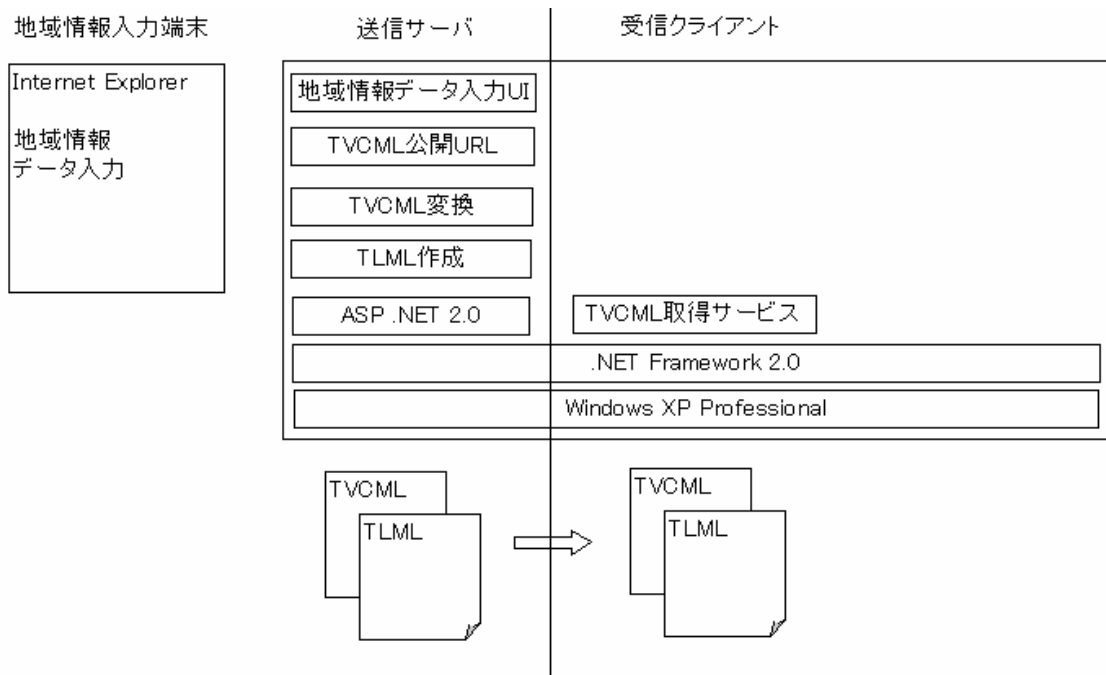 地域情報入力端末
送信サーバ
受信クライアント
Internet Explorer
地域情報
データ入力
地域情報データ入力UI
TVCML公開URL
TVCML変換
TLML作成
ASP .NET 2.0
TVCML取得サービス
.NET Framework 2.0
Windows XP Professional
TVCML
TLML
TVCML
TLML